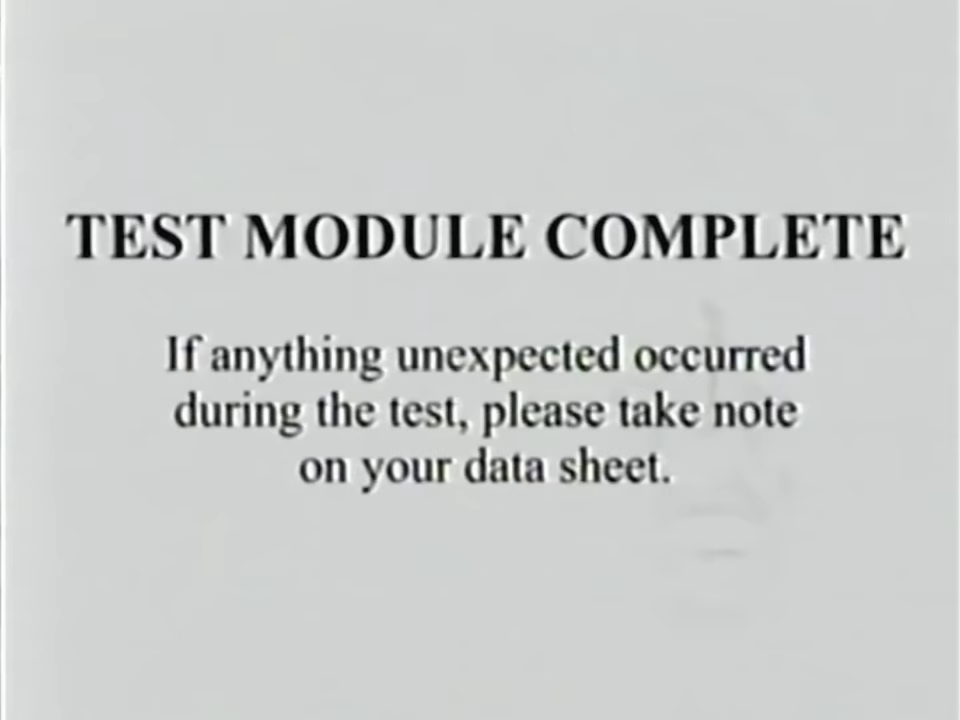 TEST MODULE COMPLETE
If anything unexpected occurred
during the test, please take note
on your data sheet.